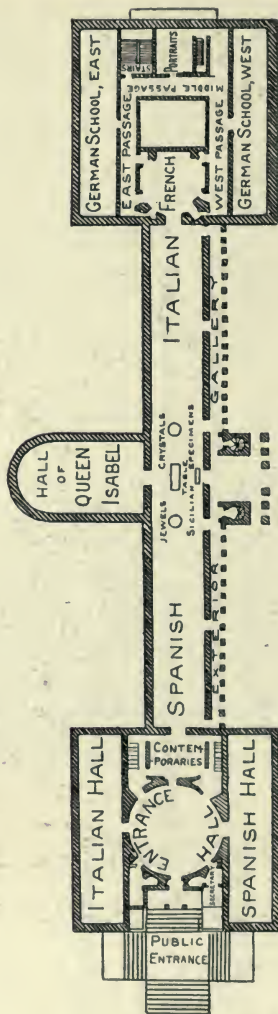 GERMAN SCHOOL, EAST
STAIRS
PORTRAITS
EAST PASSAGE
MIDDLE PASSAGE
FRENCH
WEST PASSAGE
GERMAN SCHOOL, WEST
ITALIAN
GALLERY
HALL
OF
QUEEN
ISABEL
CRYSTALS
JEWELS
TABLE
SICILIAN SPECIMENS
SPANISH
EXTERIOR
ITALIAN HALL
CONTEM-
PORARIES
ENTRANCE
HALL
SECRETARY
SPANISH HALL
PUBLIC
ENTRANCE